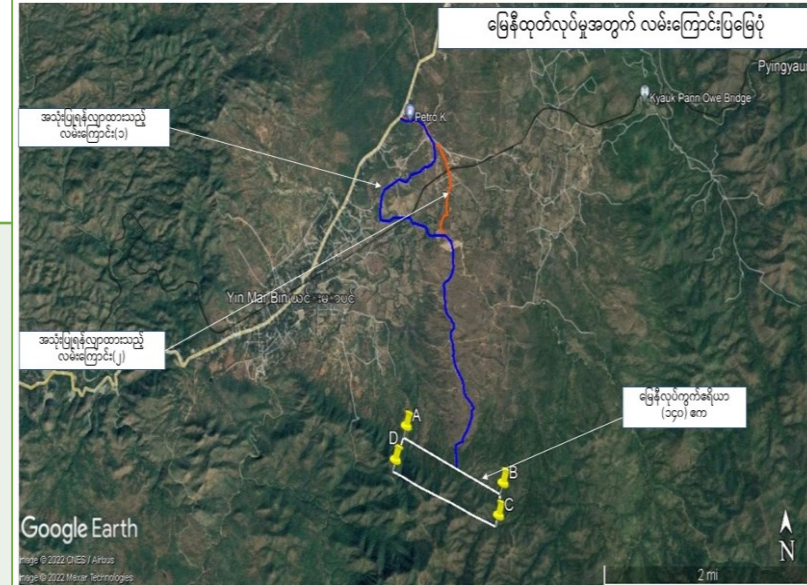 မြေနီထုတ်လုပ်မှုအတွက် လမ်းကြောင်းပြမြေပုံ
Pyingyaun
Kyauk Pann Owe Bridge
Petro K
အသုံးပြုရန်လျာထားသည့်
လမ်းကြောင်း(၁)
Yin Mar Bin
အသုံးပြုရန်လျာထားသည့်
လမ်းကြောင်း(၂)
မြေနီလုပ်ကွက်ဧရိယာ
(၁၄၀) ဧက
A
D
B
C
Google Earth
Image © 2022 CNES / Airbus
Image © 2022 Maxar Technologies
2 mi
N